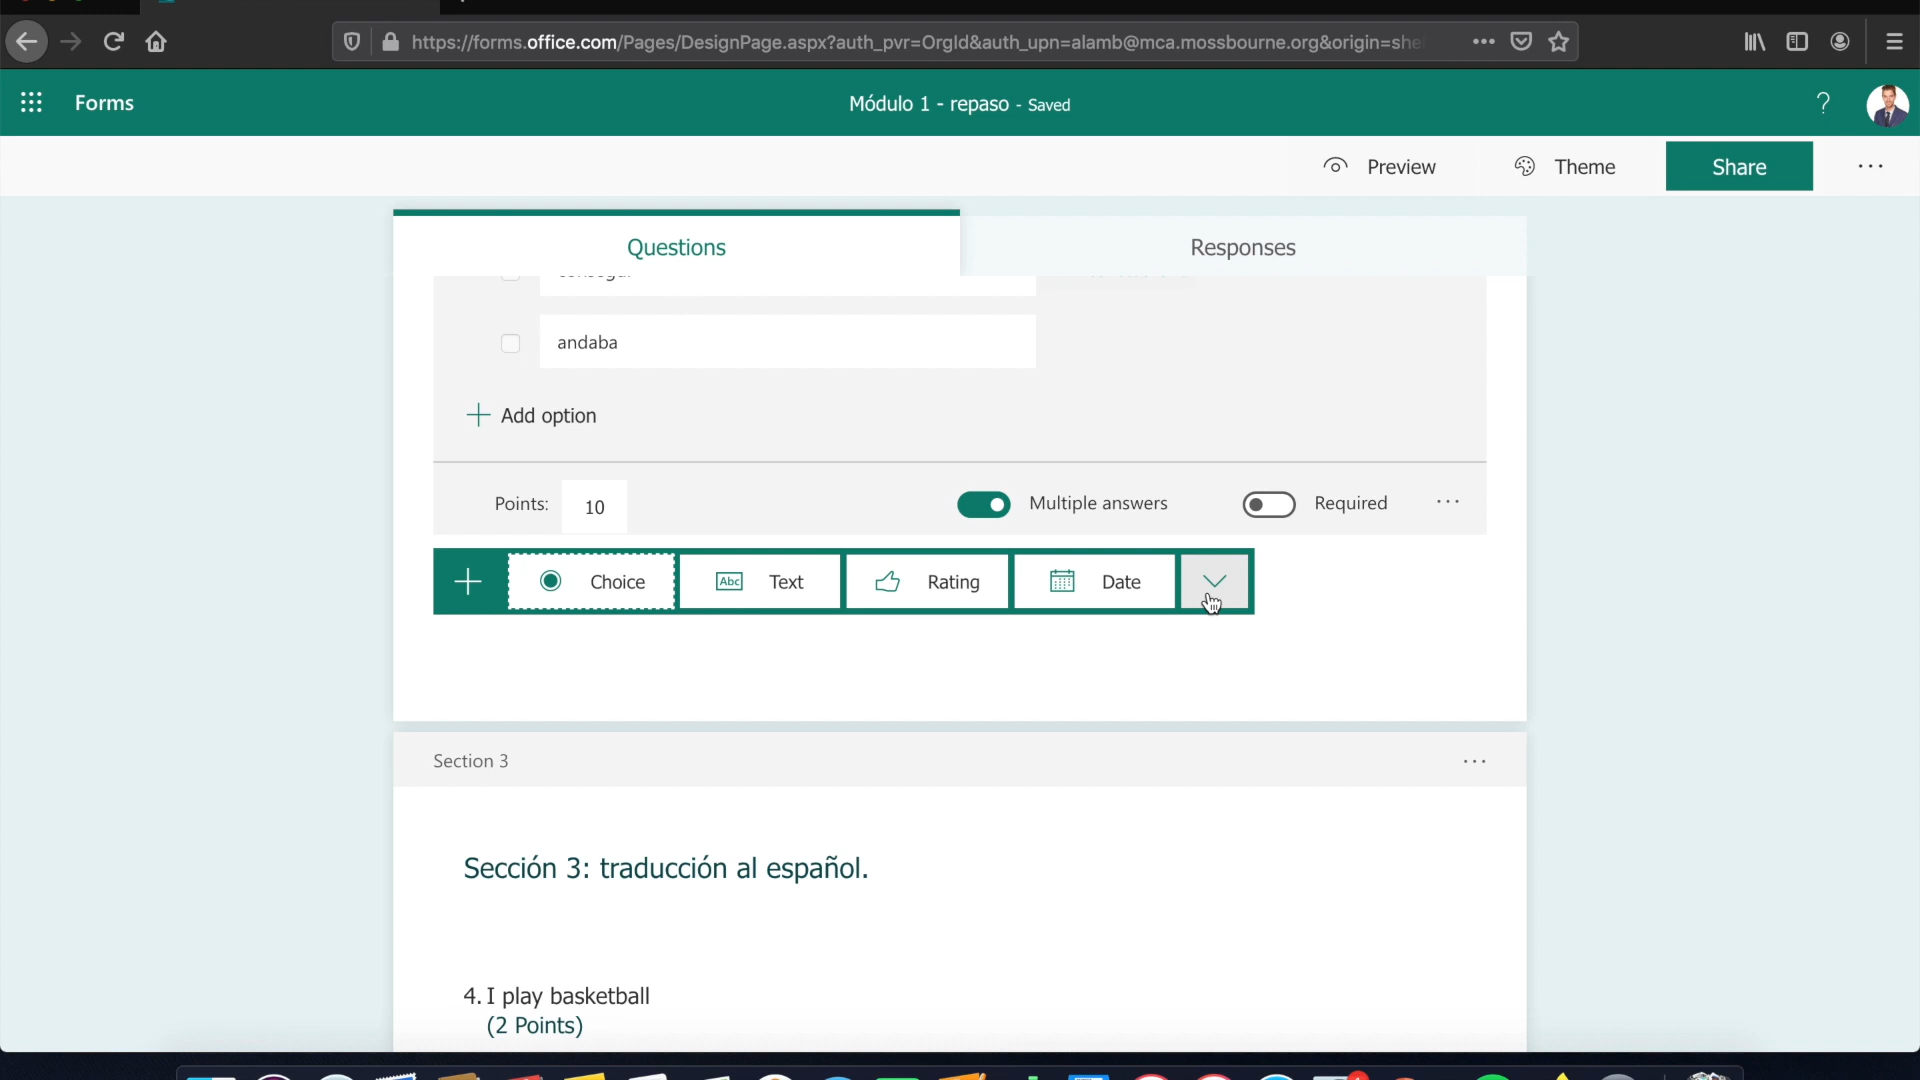 https://forms.office.com/Pages/DesignPage.aspx?auth_pvr=OrgId&auth_upn=alamb@mca.mossbourne.org&origin=she
Forms
Módulo 1 - repaso - Saved
?
Preview
Theme
Share
Questions
Responses
andaba
Add option
Points:
10
Multiple answers
Required
Choice
Abc
Text
Rating
Date
Section 3
Sección 3: traducción al español.
4. I play basketball
(2 Points)